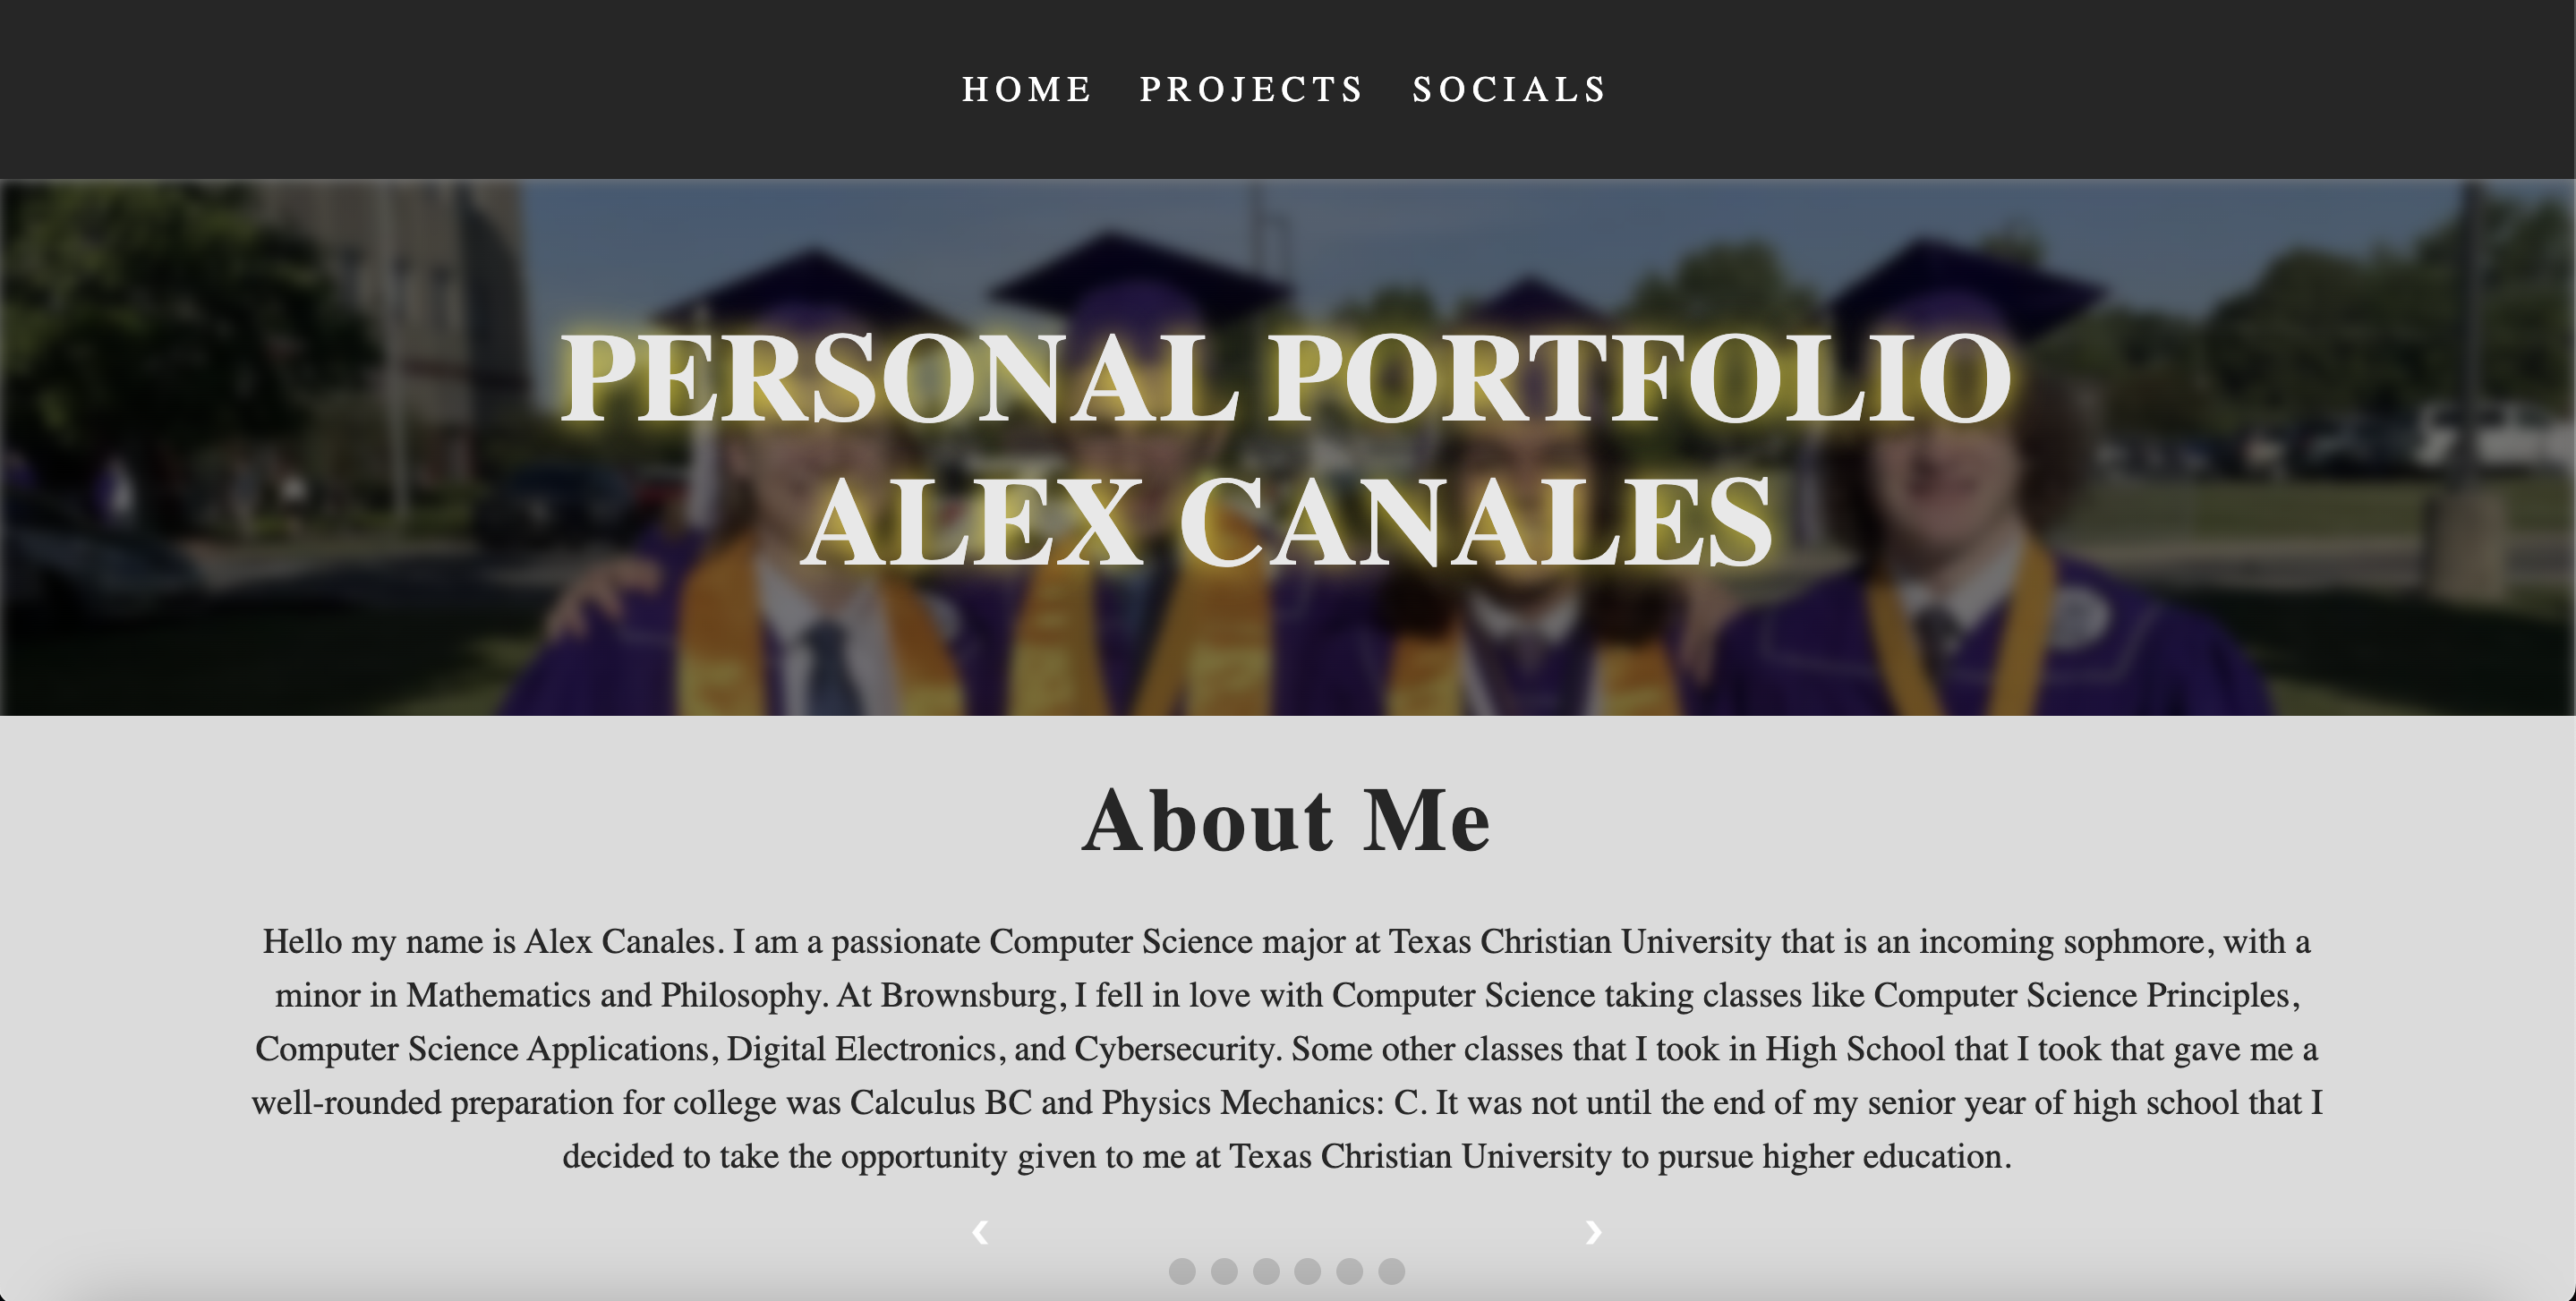 HOME PROJECTS SOCIALS
PERSONAL PORTFOLIO
ALEX CANALES
About Me
Hello my name is Alex Canales. I am a passionate Computer Science major at Texas Christian University that is an incoming sophmore, with a
minor in Mathematics and Philosophy. At Brownsburg, I fell in love with Computer Science taking classes like Computer Science Principles,
Computer Science Applications, Digital Electronics, and Cybersecurity. Some other classes that I took in High School that I took that gave me a
well-rounded preparation for college was Calculus BC and Physics Mechanics: C. It was not until the end of my senior year of high school that I
decided to take the opportunity given to me at Texas Christian University to pursue higher education.
❮ ❯